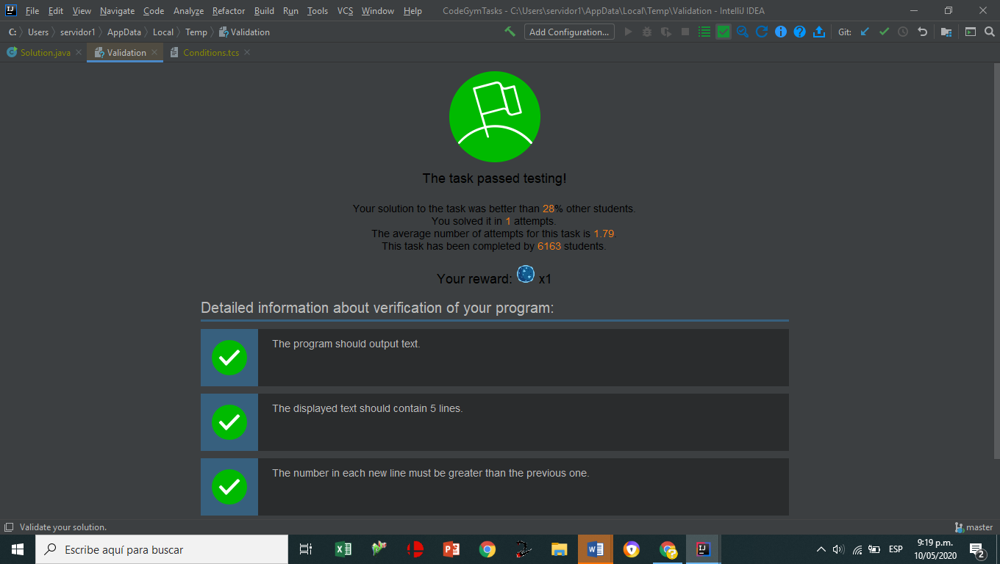 IJ File Edit View Navigate Code Analyze Refactor Build Run Tools VCS Window Help CodeGymTasks - C:\Users\servidor1\AppData\Local\Temp\Validation - IntelliJ IDEA
C: Users servidor1 AppData Local Temp Validation Add Configuration... Git:
Solution.java Validation Conditions.tcs
The task passed testing!
Your solution to the task was better than 28% other students.
You solved it in 1 attempts.
The average number of attempts for this task is 1.79
This task has been completed by 6163 students.
Your reward: x1
Detailed information about verification of your program:
The program should output text.
The displayed text should contain 5 lines.
The number in each new line must be greater than the previous one.
Validate your solution. master
Escribe aquí para buscar ESP 9:19 p.m.
10/05/2020 2